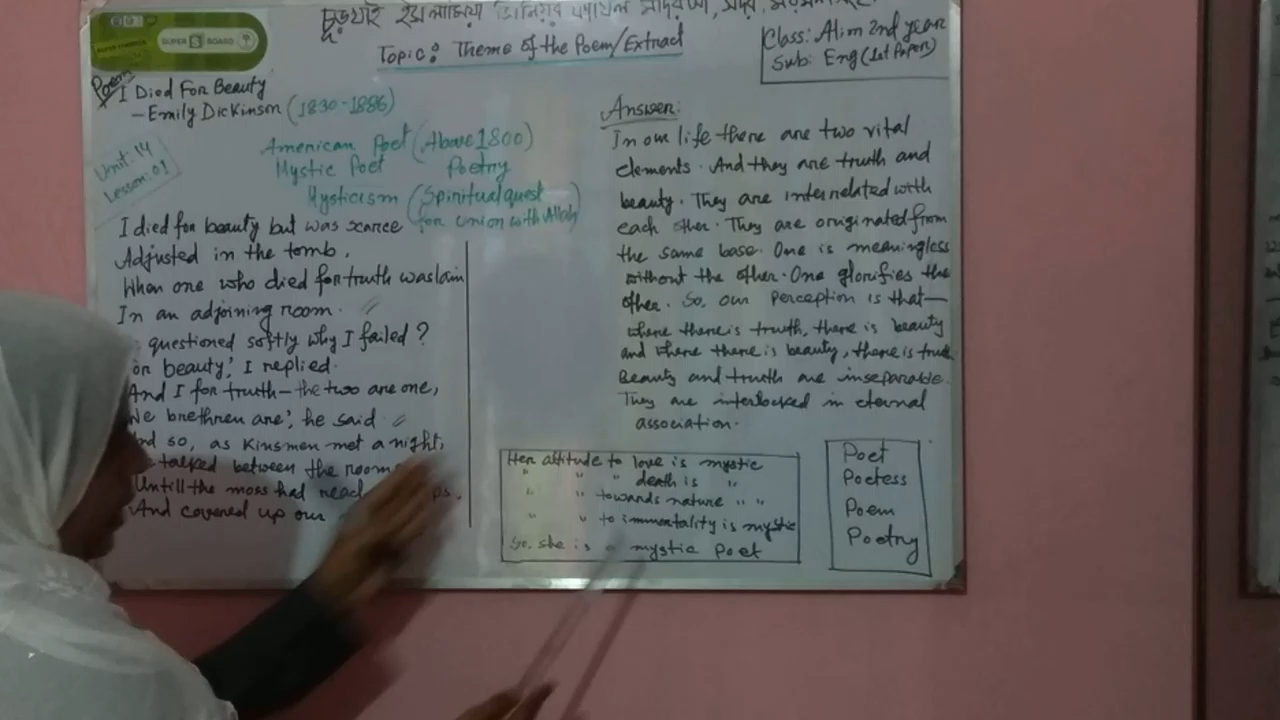 SUPER S BOARD
Topic: Theme of the Poem/Extract
Class: Alim 2nd year
Sub: Eng (1st Paper)
Poem
I Died For Beauty
- Emily Dickinson (1830-1886)
American Poet (Above 1800)
Mystic Poet Poetry
Mysticism (Spiritual quest
for union with Allah)
Unit: 14
Lesson: 01
I died for beauty but was scarce
Adjusted in the tomb,
When one who died for truth was lain
In an adjoining room.
questioned softly why I failed?
or beauty', I replied.
And I for truth - the two are one,
We brethren are', he said
nd so, as Kinsmen met a night,
talked between the rooms
Untill the moss had reach
And covered up our
Answer:
In our life there are two vital
elements. And they are truth and
beauty. They are interrelated with
each other. They are originated from
the same base. One is meaningless
without the other. One glorifies the
other. So, our perception is that-
where there is truth, there is beauty
and where there is beauty, there is truth.
Beauty and truth are inseparable.
They are interlocked in eternal
association.
Her attitude to love is mystic
" " " death is "
" " towards nature " "
" " to immortality is mystic
So, she is a mystic poet
Poet
Poetess
Poem
Poetry